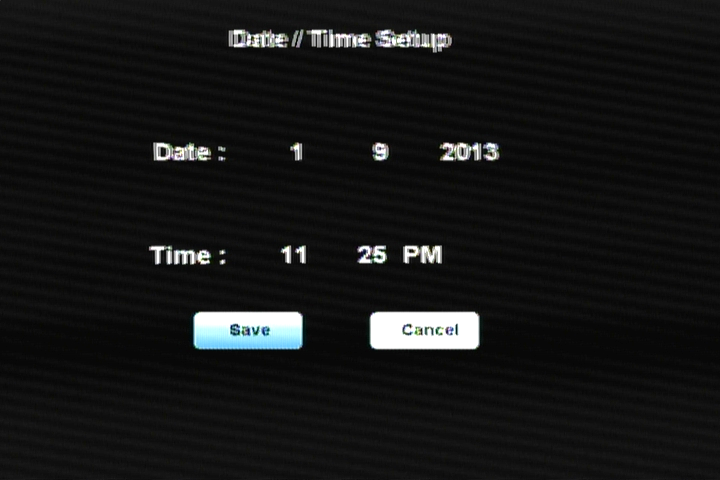 Date // Time Setup
Date : 1 9 2013
Time : 11 25 PM
Save Cancel